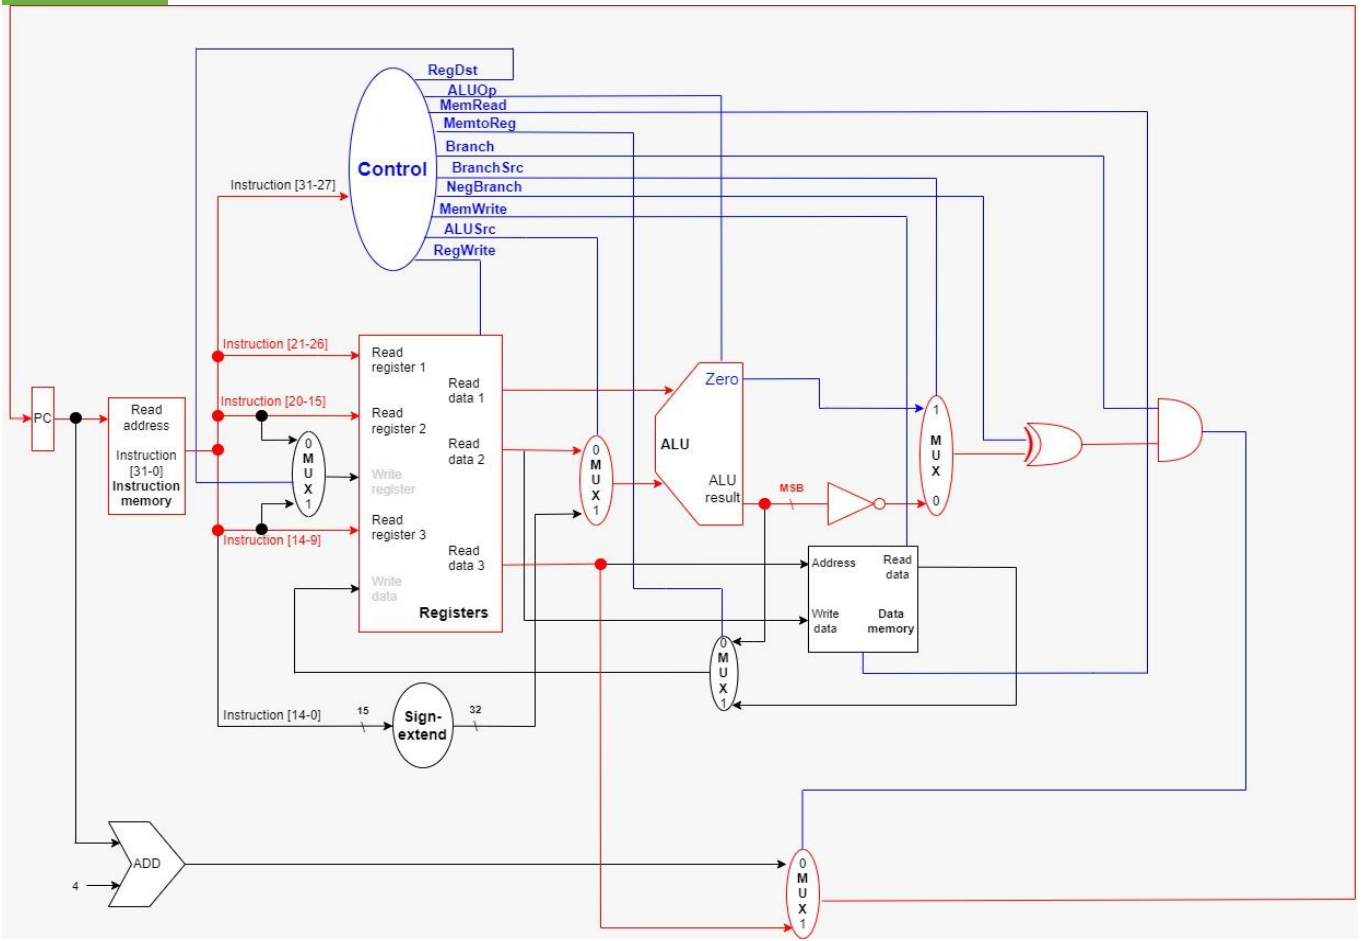 RegDst
ALUOp
MemRead
MemtoReg
Branch
BranchSrc
NegBranch
MemWrite
ALUSrc
RegWrite
Control
Instruction [31-27]
Instruction [21-26]
Instruction [20-15]
Instruction [14-9]
Instruction [14-0]
PC
Read
address
Instruction
[31-0]
Instruction
memory
0
M
U
X
1
Read
register 1
Read
register 2
Write
register
Read
register 3
Write
data
Read
data 1
Read
data 2
Read
data 3
Registers
0
M
U
X
1
ALU
Zero
ALU
result
MSB
1
M
U
X
0
Address
Read
data
Write
data
Data
memory
0
M
U
X
1
15
Sign-
extend
32
ADD
4
0
M
U
X
1